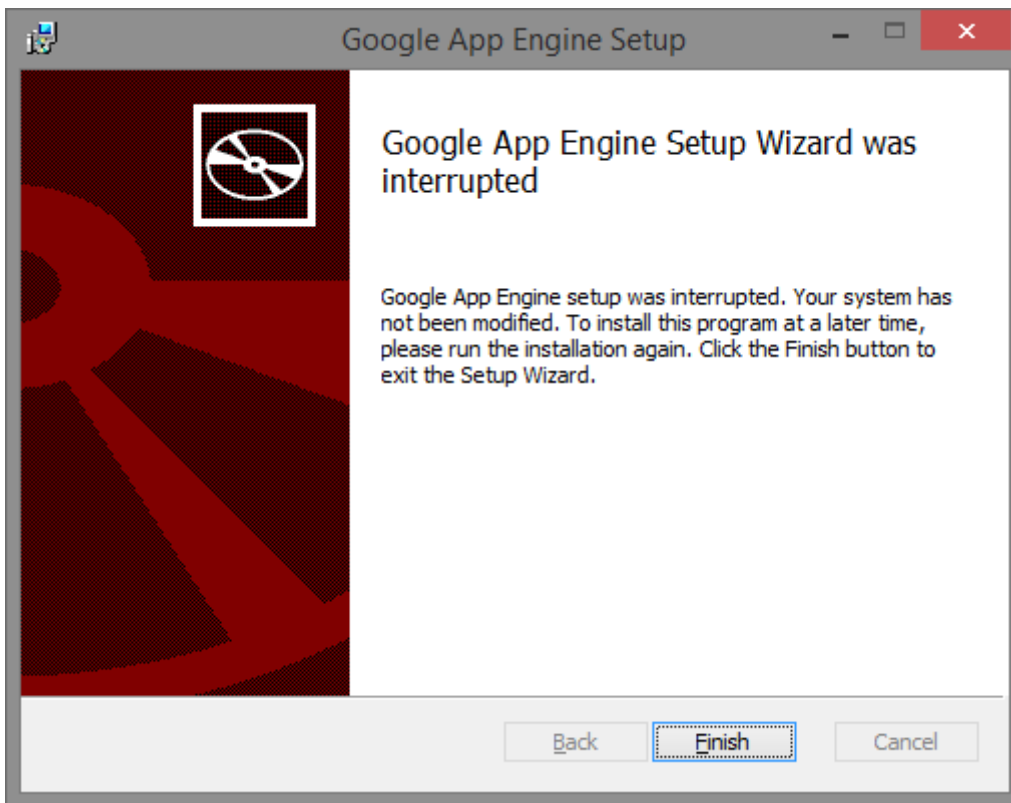 Google App Engine Setup
Google App Engine Setup Wizard was
interrupted
Google App Engine setup was interrupted. Your system has
not been modified. To install this program at a later time,
please run the installation again. Click the Finish button to
exit the Setup Wizard.
Back
Finish
Cancel